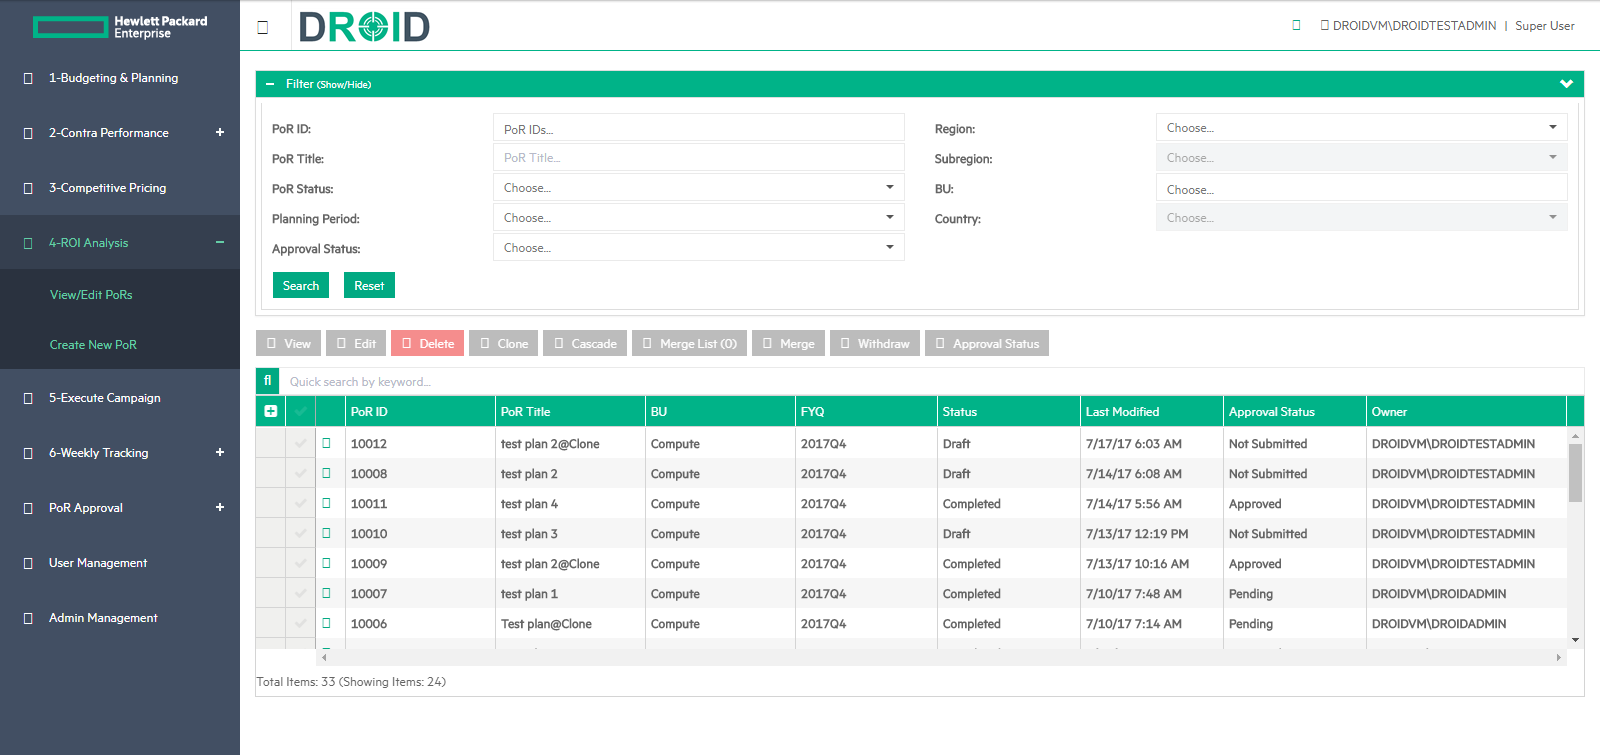 Hewlett Packard
Enterprise
DROID
DROIDVM\DROIDTESTADMIN | Super User
1-Budgeting & Planning
2-Contra Performance +
3-Competitive Pricing
4-ROI Analysis −
View/Edit PoRs
Create New PoR
5-Execute Campaign
6-Weekly Tracking +
PoR Approval +
User Management
Admin Management
− Filter (Show/Hide)
PoR ID: PoR IDs... Region: Choose...
PoR Title: PoR Title... Subregion: Choose...
PoR Status: Choose... BU: Choose...
Planning Period: Choose... Country: Choose...
Approval Status: Choose...
Search Reset
View Edit Delete Clone Cascade Merge List (0) Merge Withdraw Approval Status
Quick search by keyword...
PoR ID PoR Title BU FYQ Status Last Modified Approval Status Owner
10012 test plan 2@Clone Compute 2017Q4 Draft 7/17/17 6:03 AM Not Submitted DROIDVM\DROIDTESTADMIN
10008 test plan 2 Compute 2017Q4 Draft 7/14/17 6:08 AM Not Submitted DROIDVM\DROIDTESTADMIN
10011 test plan 4 Compute 2017Q4 Completed 7/14/17 5:56 AM Approved DROIDVM\DROIDTESTADMIN
10010 test plan 3 Compute 2017Q4 Draft 7/13/17 12:19 PM Not Submitted DROIDVM\DROIDTESTADMIN
10009 test plan 2@Clone Compute 2017Q4 Completed 7/13/17 10:16 AM Approved DROIDVM\DROIDTESTADMIN
10007 test plan 1 Compute 2017Q4 Completed 7/10/17 7:48 AM Pending DROIDVM\DROIDADMIN
10006 Test plan@Clone Compute 2017Q4 Completed 7/10/17 7:14 AM Pending DROIDVM\DROIDADMIN
Total Items: 33 (Showing Items: 24)